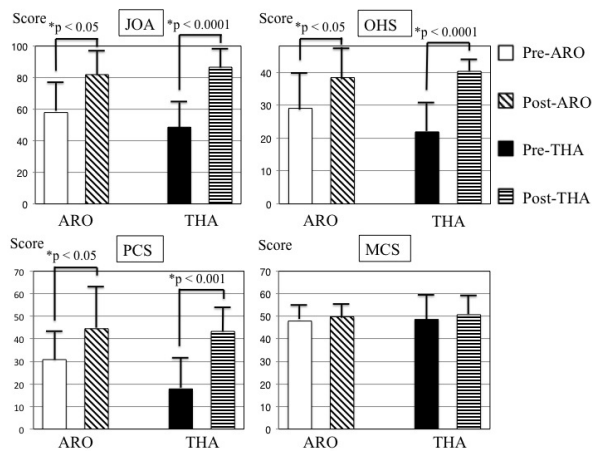 Score
JOA
*p < 0.05
*p < 0.0001
100
80
60
40
20
0
ARO
THA
Score
OHS
*p < 0.05
*p < 0.0001
40
30
20
10
0
ARO
THA
Pre-ARO
Post-ARO
Pre-THA
Post-THA
Score
PCS
*p < 0.05
*p < 0.001
70
60
50
40
30
20
10
0
ARO
THA
Score
MCS
70
60
50
40
30
20
10
0
ARO
THA